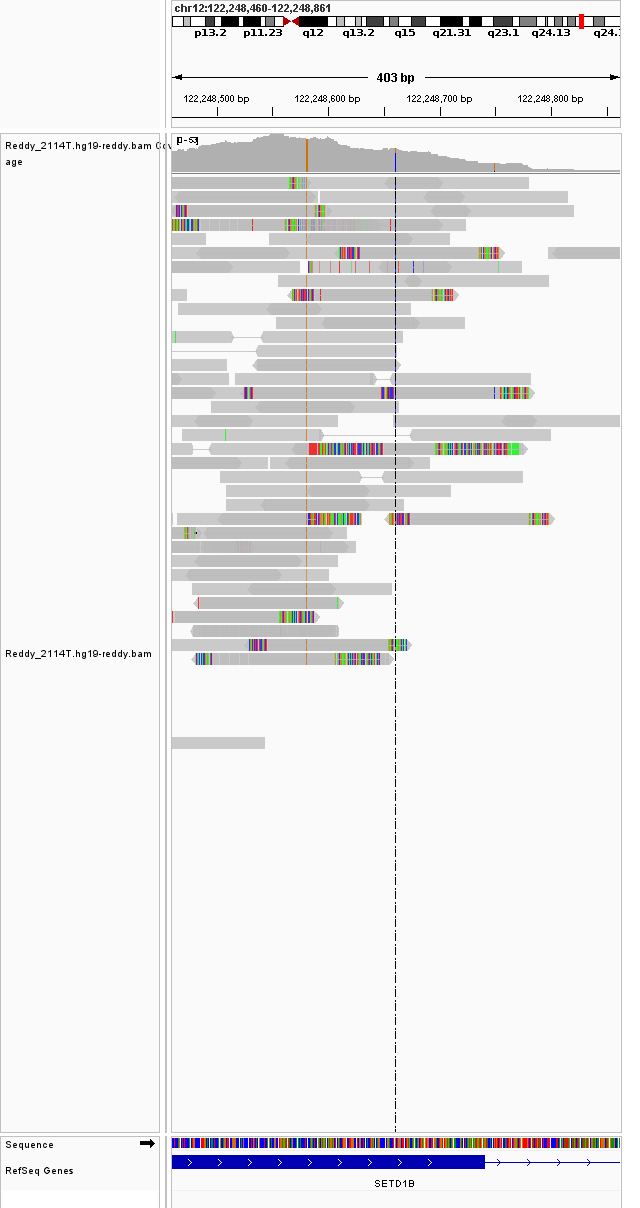 chr12:122,248,460-122,248,861
p13.2 p11.23 q12 q13.2 q15 q21.31 q23.1 q24.13 q24.
403 bp
122,248,500 bp 122,248,600 bp 122,248,700 bp 122,248,800 bp
Reddy_2114T.hg19-reddy.bam Cov
age
[0 - 53]
Reddy_2114T.hg19-reddy.bam
Sequence
RefSeq Genes
SETD1B